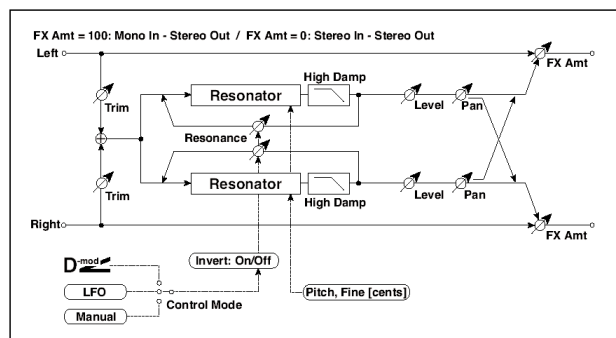 FX Amt = 100: Mono In - Stereo Out / FX Amt = 0: Stereo In - Stereo Out
Left
FX Amt
High Damp
Resonator
Trim
Level
Pan
Resonance
Resonator
Trim
High Damp
Level
Pan
Right
FX Amt
D-mod
Invert: On/Off
LFO
Control Mode
Pitch, Fine [cents]
Manual